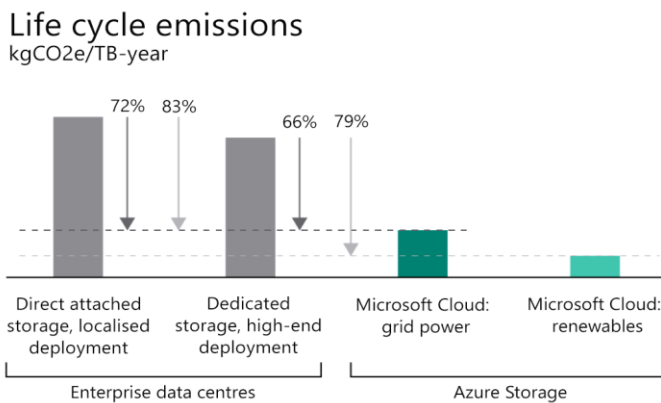 Life cycle emissions
kgCO2e/TB-year
72% 83%
66% 79%
Direct attached
storage, localised
deployment
Dedicated
storage, high-end
deployment
Microsoft Cloud:
grid power
Microsoft Cloud:
renewables
Enterprise data centres
Azure Storage